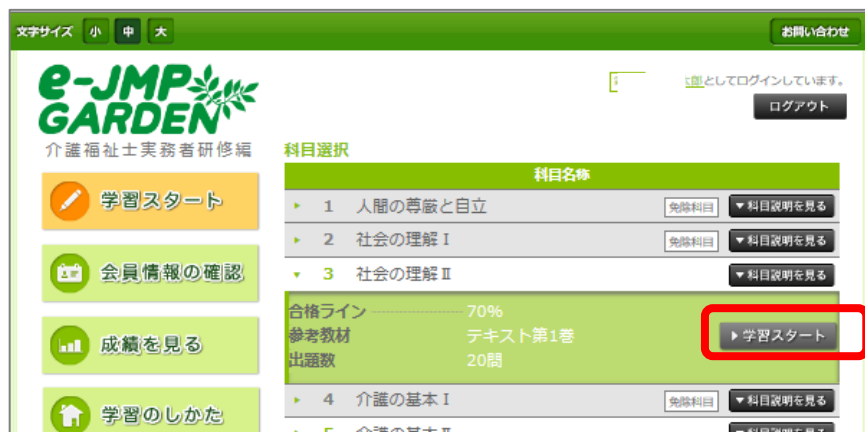 文字サイズ 小 中 大 お問い合わせ
e-JMP GARDEN
としてログインしています。
ログアウト
介護福祉士実務者研修編
科目選択
科目名称
学習スタート
1 人間の尊厳と自立 免除科目 ▼科目説明を見る
2 社会の理解Ⅰ 免除科目 ▼科目説明を見る
会員情報の確認
3 社会の理解Ⅱ ▼科目説明を見る
合格ライン 70%
参考教材 テキスト第1巻
出題数 20問
学習スタート
成績を見る
4 介護の基本Ⅰ 免除科目 ▼科目説明を見る
学習のしかた